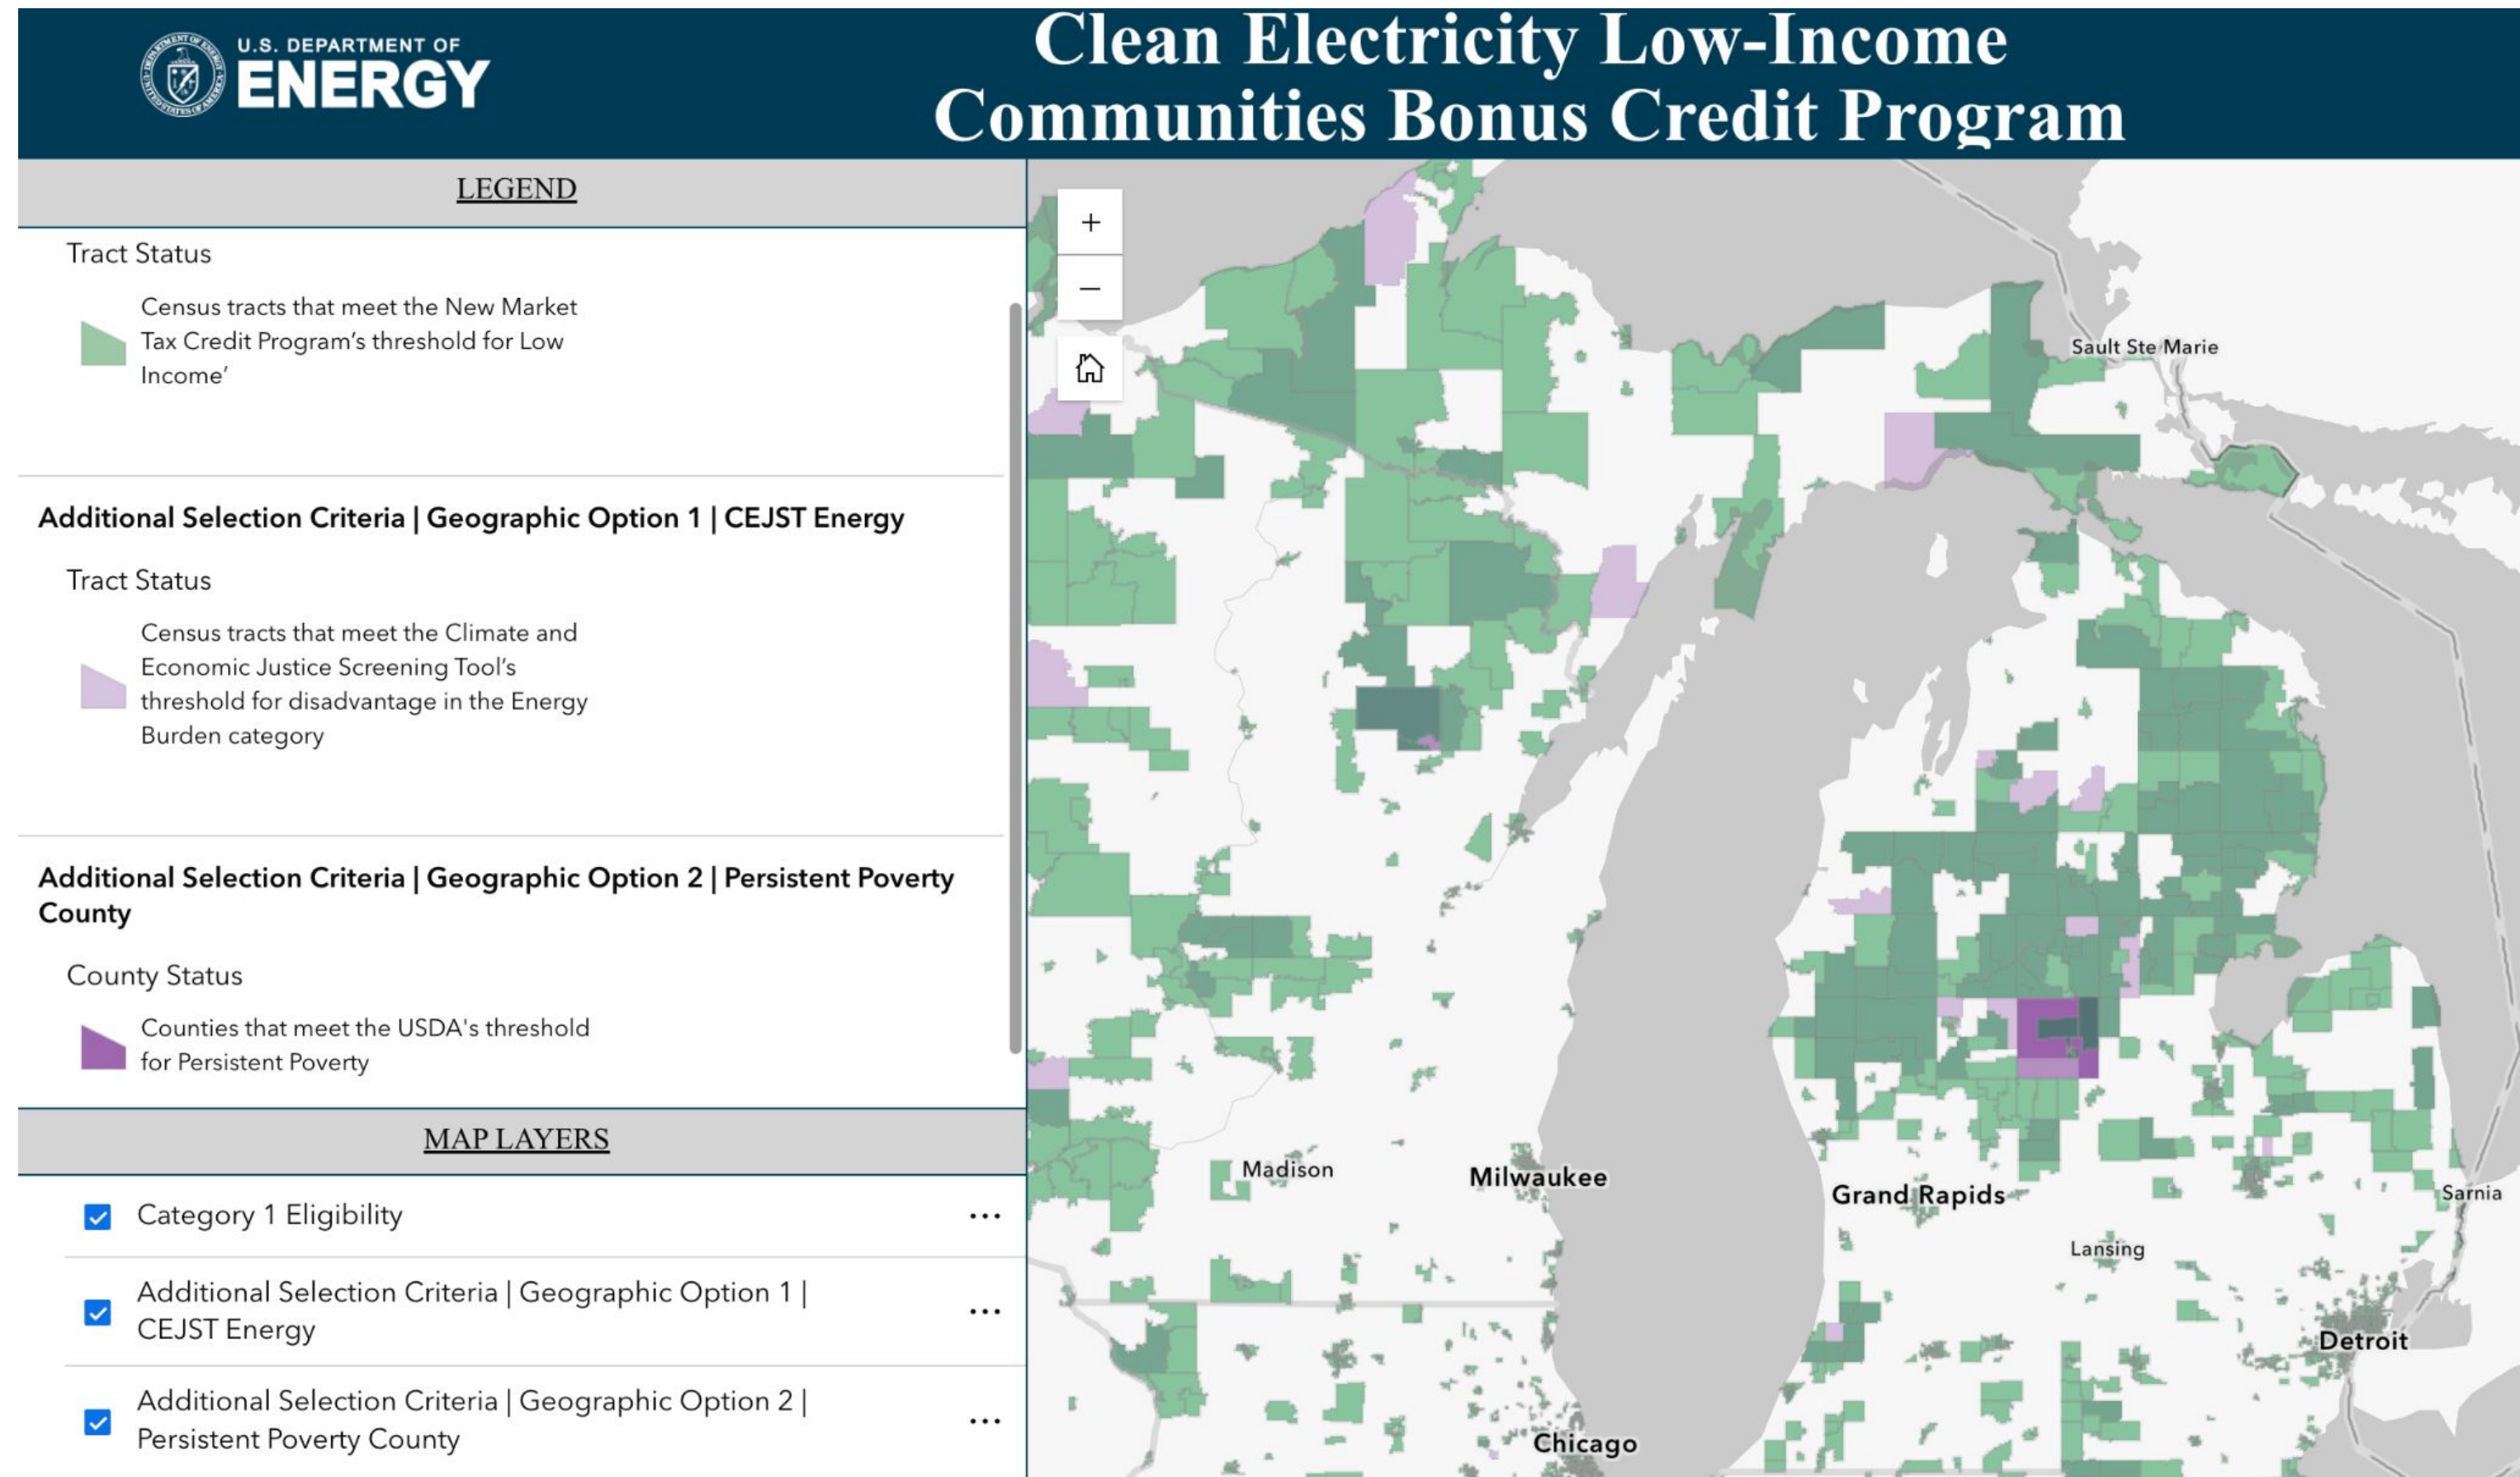 U.S. DEPARTMENT OF
ENERGY
Clean Electricity Low-Income
Communities Bonus Credit Program
LEGEND
Tract Status
Census tracts that meet the New Market
Tax Credit Program’s threshold for Low
Income’
Additional Selection Criteria | Geographic Option 1 | CEJST Energy
Tract Status
Census tracts that meet the Climate and
Economic Justice Screening Tool’s
threshold for disadvantage in the Energy
Burden category
Additional Selection Criteria | Geographic Option 2 | Persistent Poverty
County
County Status
Counties that meet the USDA's threshold
for Persistent Poverty
MAP LAYERS
Category 1 Eligibility
...
Additional Selection Criteria | Geographic Option 1 |
CEJST Energy
...
Additional Selection Criteria | Geographic Option 2 |
Persistent Poverty County
...
+
−
Sault Ste Marie
Madison
Milwaukee
Grand Rapids
Sarnia
Lansing
Detroit
Chicago